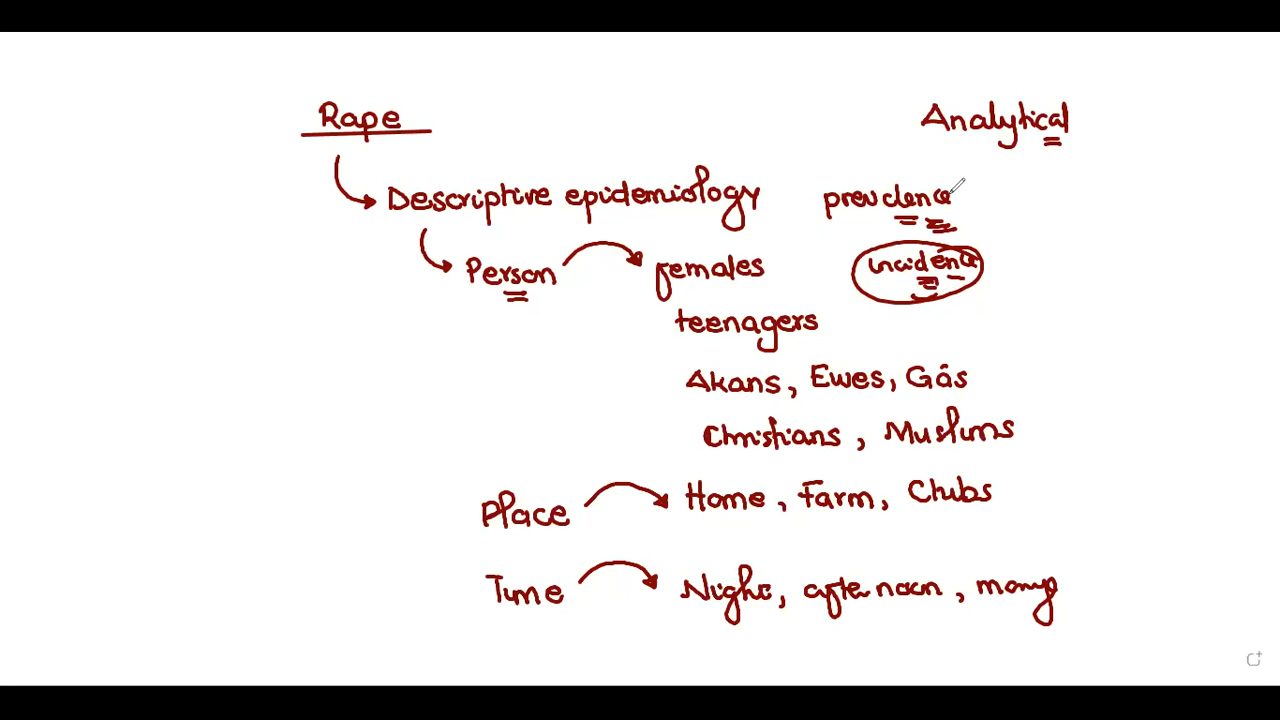 Rape
Analytical
Descriptive epidemiology
prevalence
Person
females
incidence
teenagers
Akans, Ewes, Gás
Christians, Muslims
Place
Home, Farm, Clubs
Time
Night, afternoon,